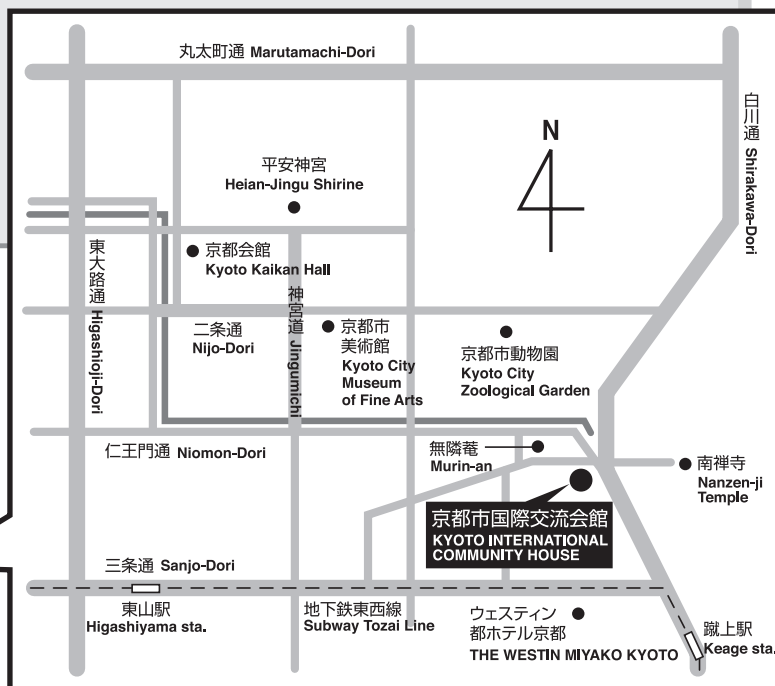 丸太町通 Marutamachi-Dori
白川通 Shirakawa-Dori
N
平安神宮
Heian-Jingu Shirine
東大路通 Higashioji-Dori
京都会館
Kyoto Kaikan Hall
神宮道 Jingumichi
二条通
Nijo-Dori
京都市
美術館
Kyoto City
Museum
of Fine Arts
京都市動物園
Kyoto City
Zoological Garden
仁王門通 Niomon-Dori
無隣菴
Murin-an
南禅寺
Nanzen-ji
Temple
京都市国際交流会館
KYOTO INTERNATIONAL
COMMUNITY HOUSE
三条通 Sanjo-Dori
東山駅
Higashiyama sta.
地下鉄東西線
Subway Tozai Line
ウェスティン
都ホテル京都
THE WESTIN MIYAKO KYOTO
蹴上駅
Keage sta.